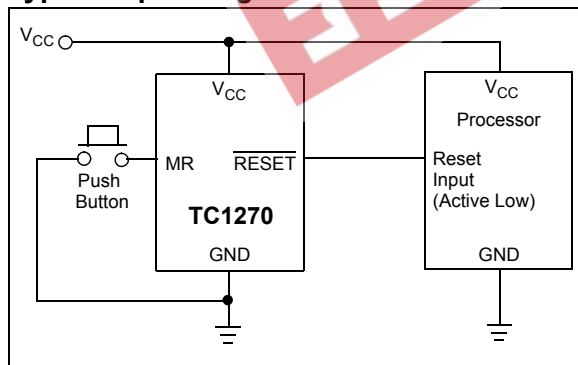 VCC
VCC
VCC
Processor
MR
RESET
Reset
Input
(Active Low)
Push
Button
TC1270
GND
GND